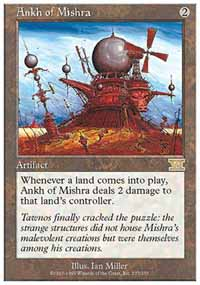 Ankh of Mishra 2
Artifact
Whenever a land comes into play,
Ankh of Mishra deals 2 damage to
that land's controller.
Tawnos finally cracked the puzzle: the
strange structures did not house Mishra's
malevolent creations but were themselves
among his creations.
Illus. Ian Miller